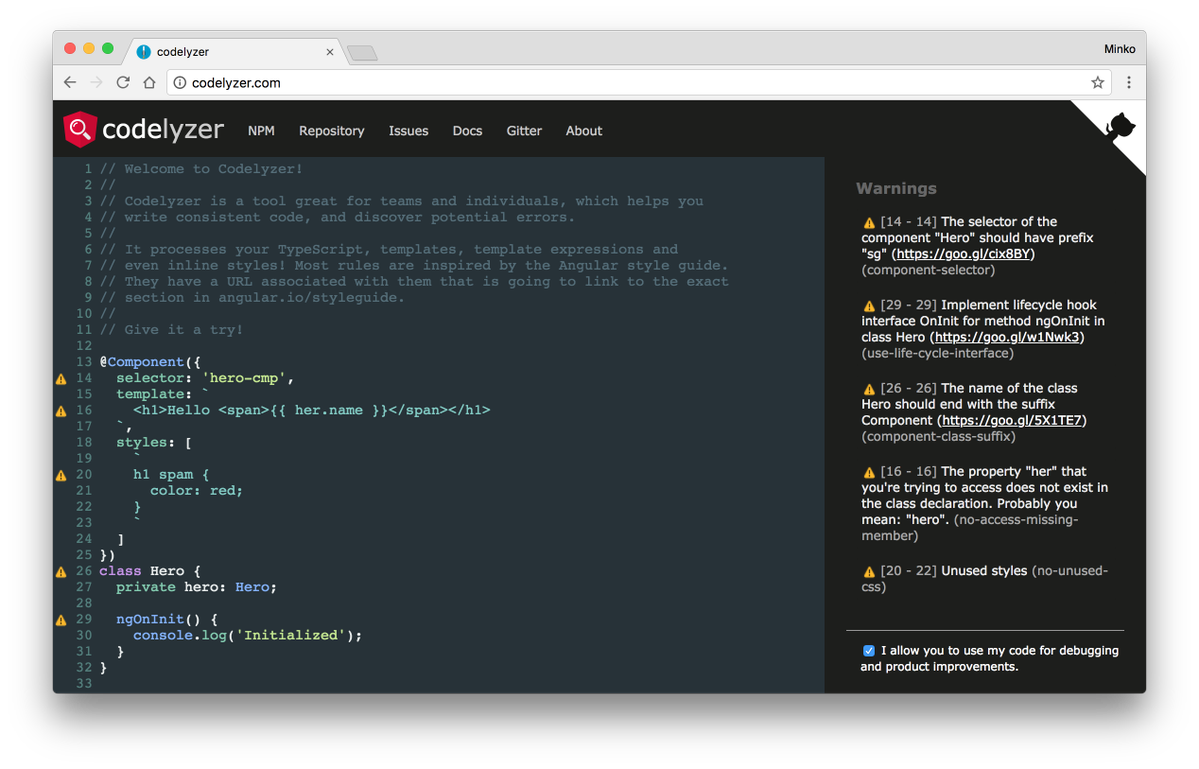 codelyzer
Minko
codelyzer.com
codelyzer NPM Repository Issues Docs Gitter About
1 // Welcome to Codelyzer!
2 //
3 // Codelyzer is a tool great for teams and individuals, which helps you
4 // write consistent code, and discover potential errors.
5 //
6 // It processes your TypeScript, templates, template expressions and
7 // even inline styles! Most rules are inspired by the Angular style guide.
8 // They have a URL associated with them that is going to link to the exact
9 // section in angular.io/styleguide.
10 //
11 // Give it a try!
12
13 @Component({
14   selector: 'hero-cmp',
15   template: `
16     <h1>Hello <span>{{ her.name }}</span></h1>
17   `,
18   styles: [
19     `
20     h1 spam {
21       color: red;
22     }
23     `
24   ]
25 })
26 class Hero {
27   private hero: Hero;
28
29   ngOnInit() {
30     console.log('Initialized');
31   }
32 }
33
Warnings
[14 - 14] The selector of the
component "Hero" should have prefix
"sg" (https://goo.gl/cix8BY)
(component-selector)
[29 - 29] Implement lifecycle hook
interface OnInit for method ngOnInit in
class Hero (https://goo.gl/w1Nwk3)
(use-life-cycle-interface)
[26 - 26] The name of the class
Hero should end with the suffix
Component (https://goo.gl/5X1TE7)
(component-class-suffix)
[16 - 16] The property "her" that
you're trying to access does not exist in
the class declaration. Probably you
mean: "hero". (no-access-missing-
member)
[20 - 22] Unused styles (no-unused-
css)
I allow you to use my code for debugging
and product improvements.